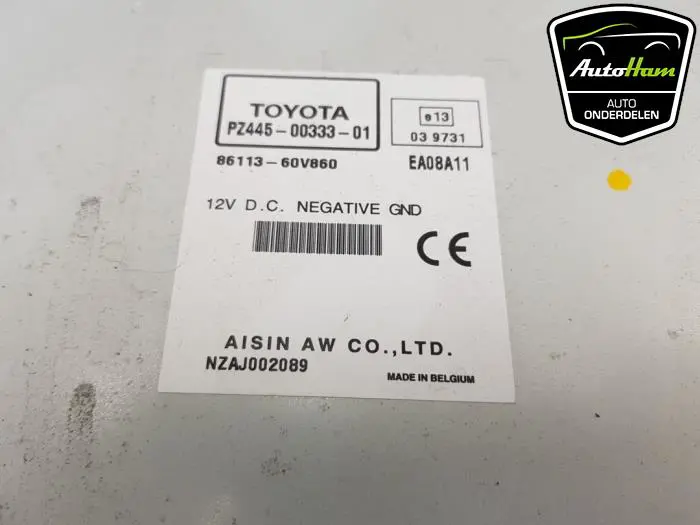 AutoHam
AUTO
ONDERDELEN
TOYOTA
PZ445-00333-01
e13
03 9731
86113-60V860
EA08A11
12V D.C. NEGATIVE GND
CE
AISIN AW CO.,LTD.
NZAJ002089
MADE IN BELGIUM